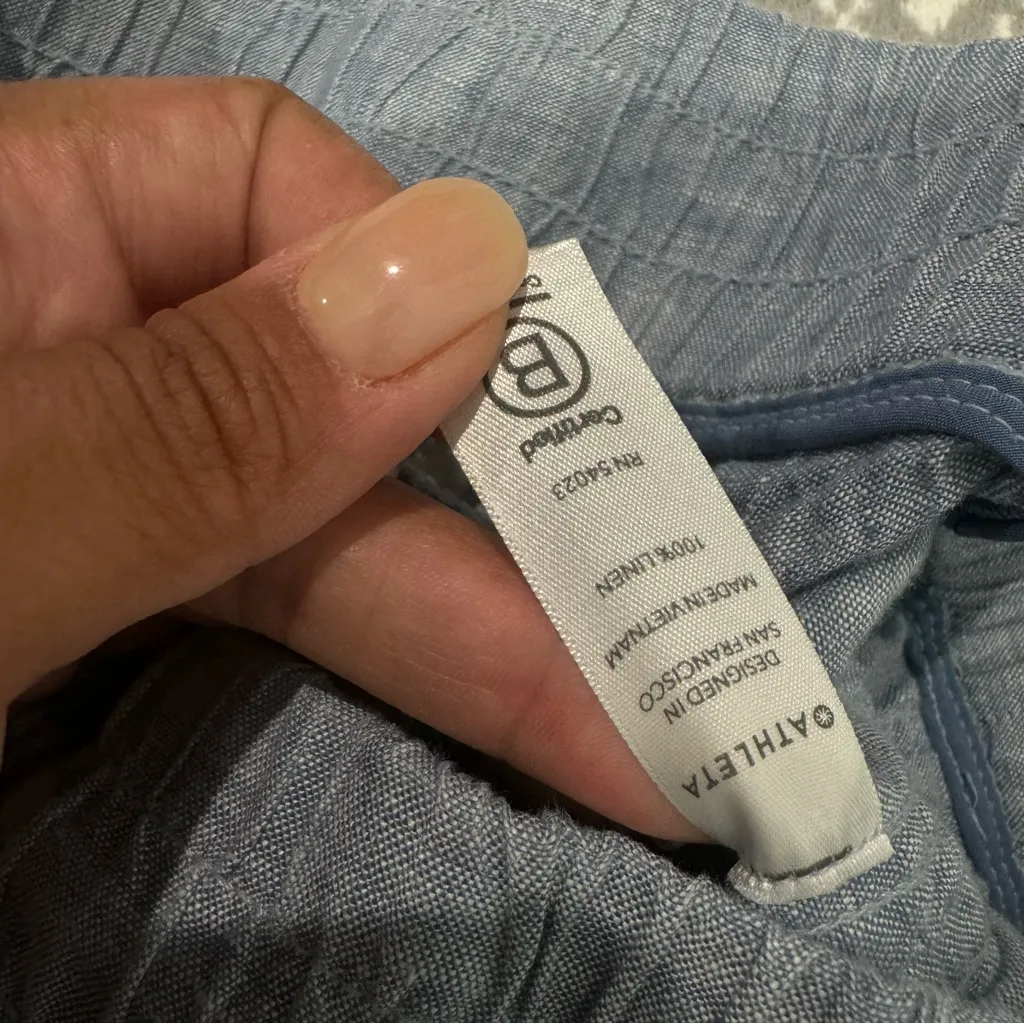 ATHLETA
DESIGNED IN
SAN FRANCISCO
MADE IN VIETNAM
100% LINEN
RN 54023
Certified
B